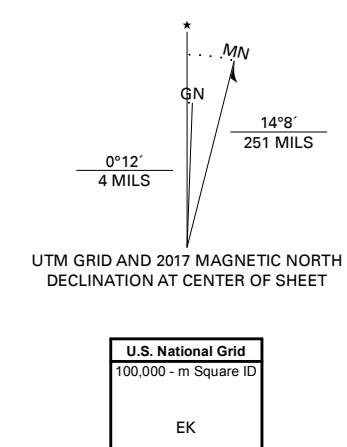 ★
MN
GN
14°8´
251 MILS
0°12´
4 MILS
UTM GRID AND 2017 MAGNETIC NORTH
DECLINATION AT CENTER OF SHEET
U.S. National Grid
100,000 - m Square ID
EK